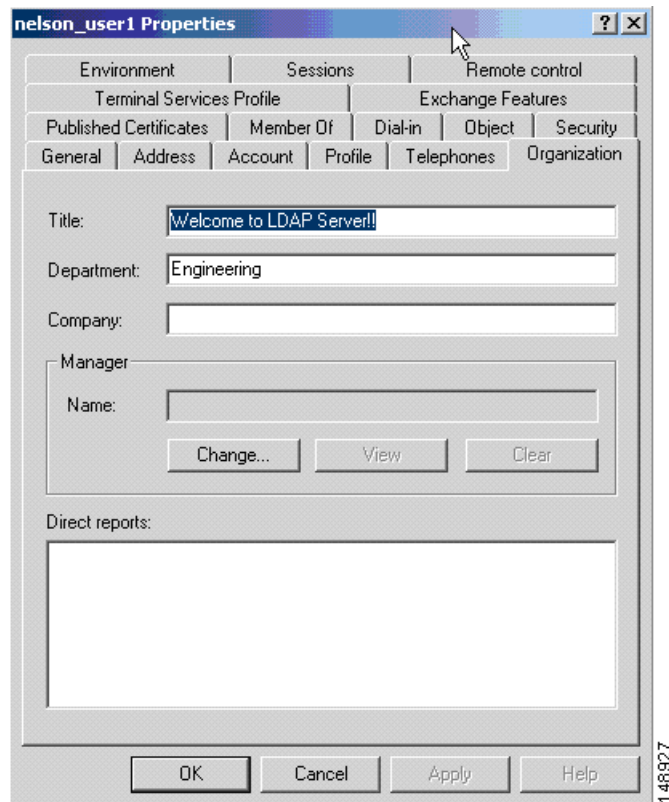 nelson_user1 Properties
Environment Sessions Remote control
Terminal Services Profile Exchange Features
Published Certificates Member Of Dial-in Object Security
General Address Account Profile Telephones Organization
Title: Welcome to LDAP Server!!
Department: Engineering
Company:
Manager
Name:
Change... View Clear
Direct reports:
OK Cancel Apply Help
148927